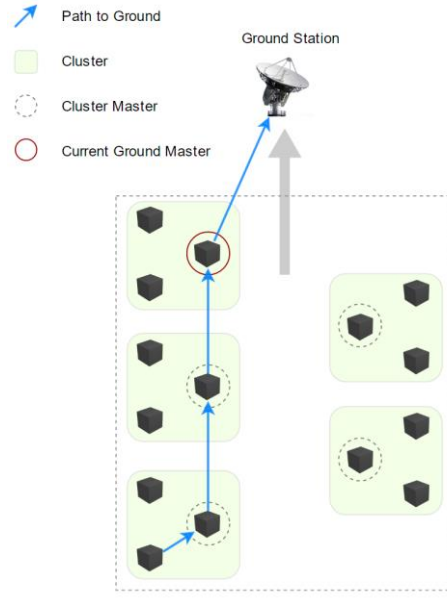 Path to Ground
Ground Station
Cluster
Cluster Master
Current Ground Master